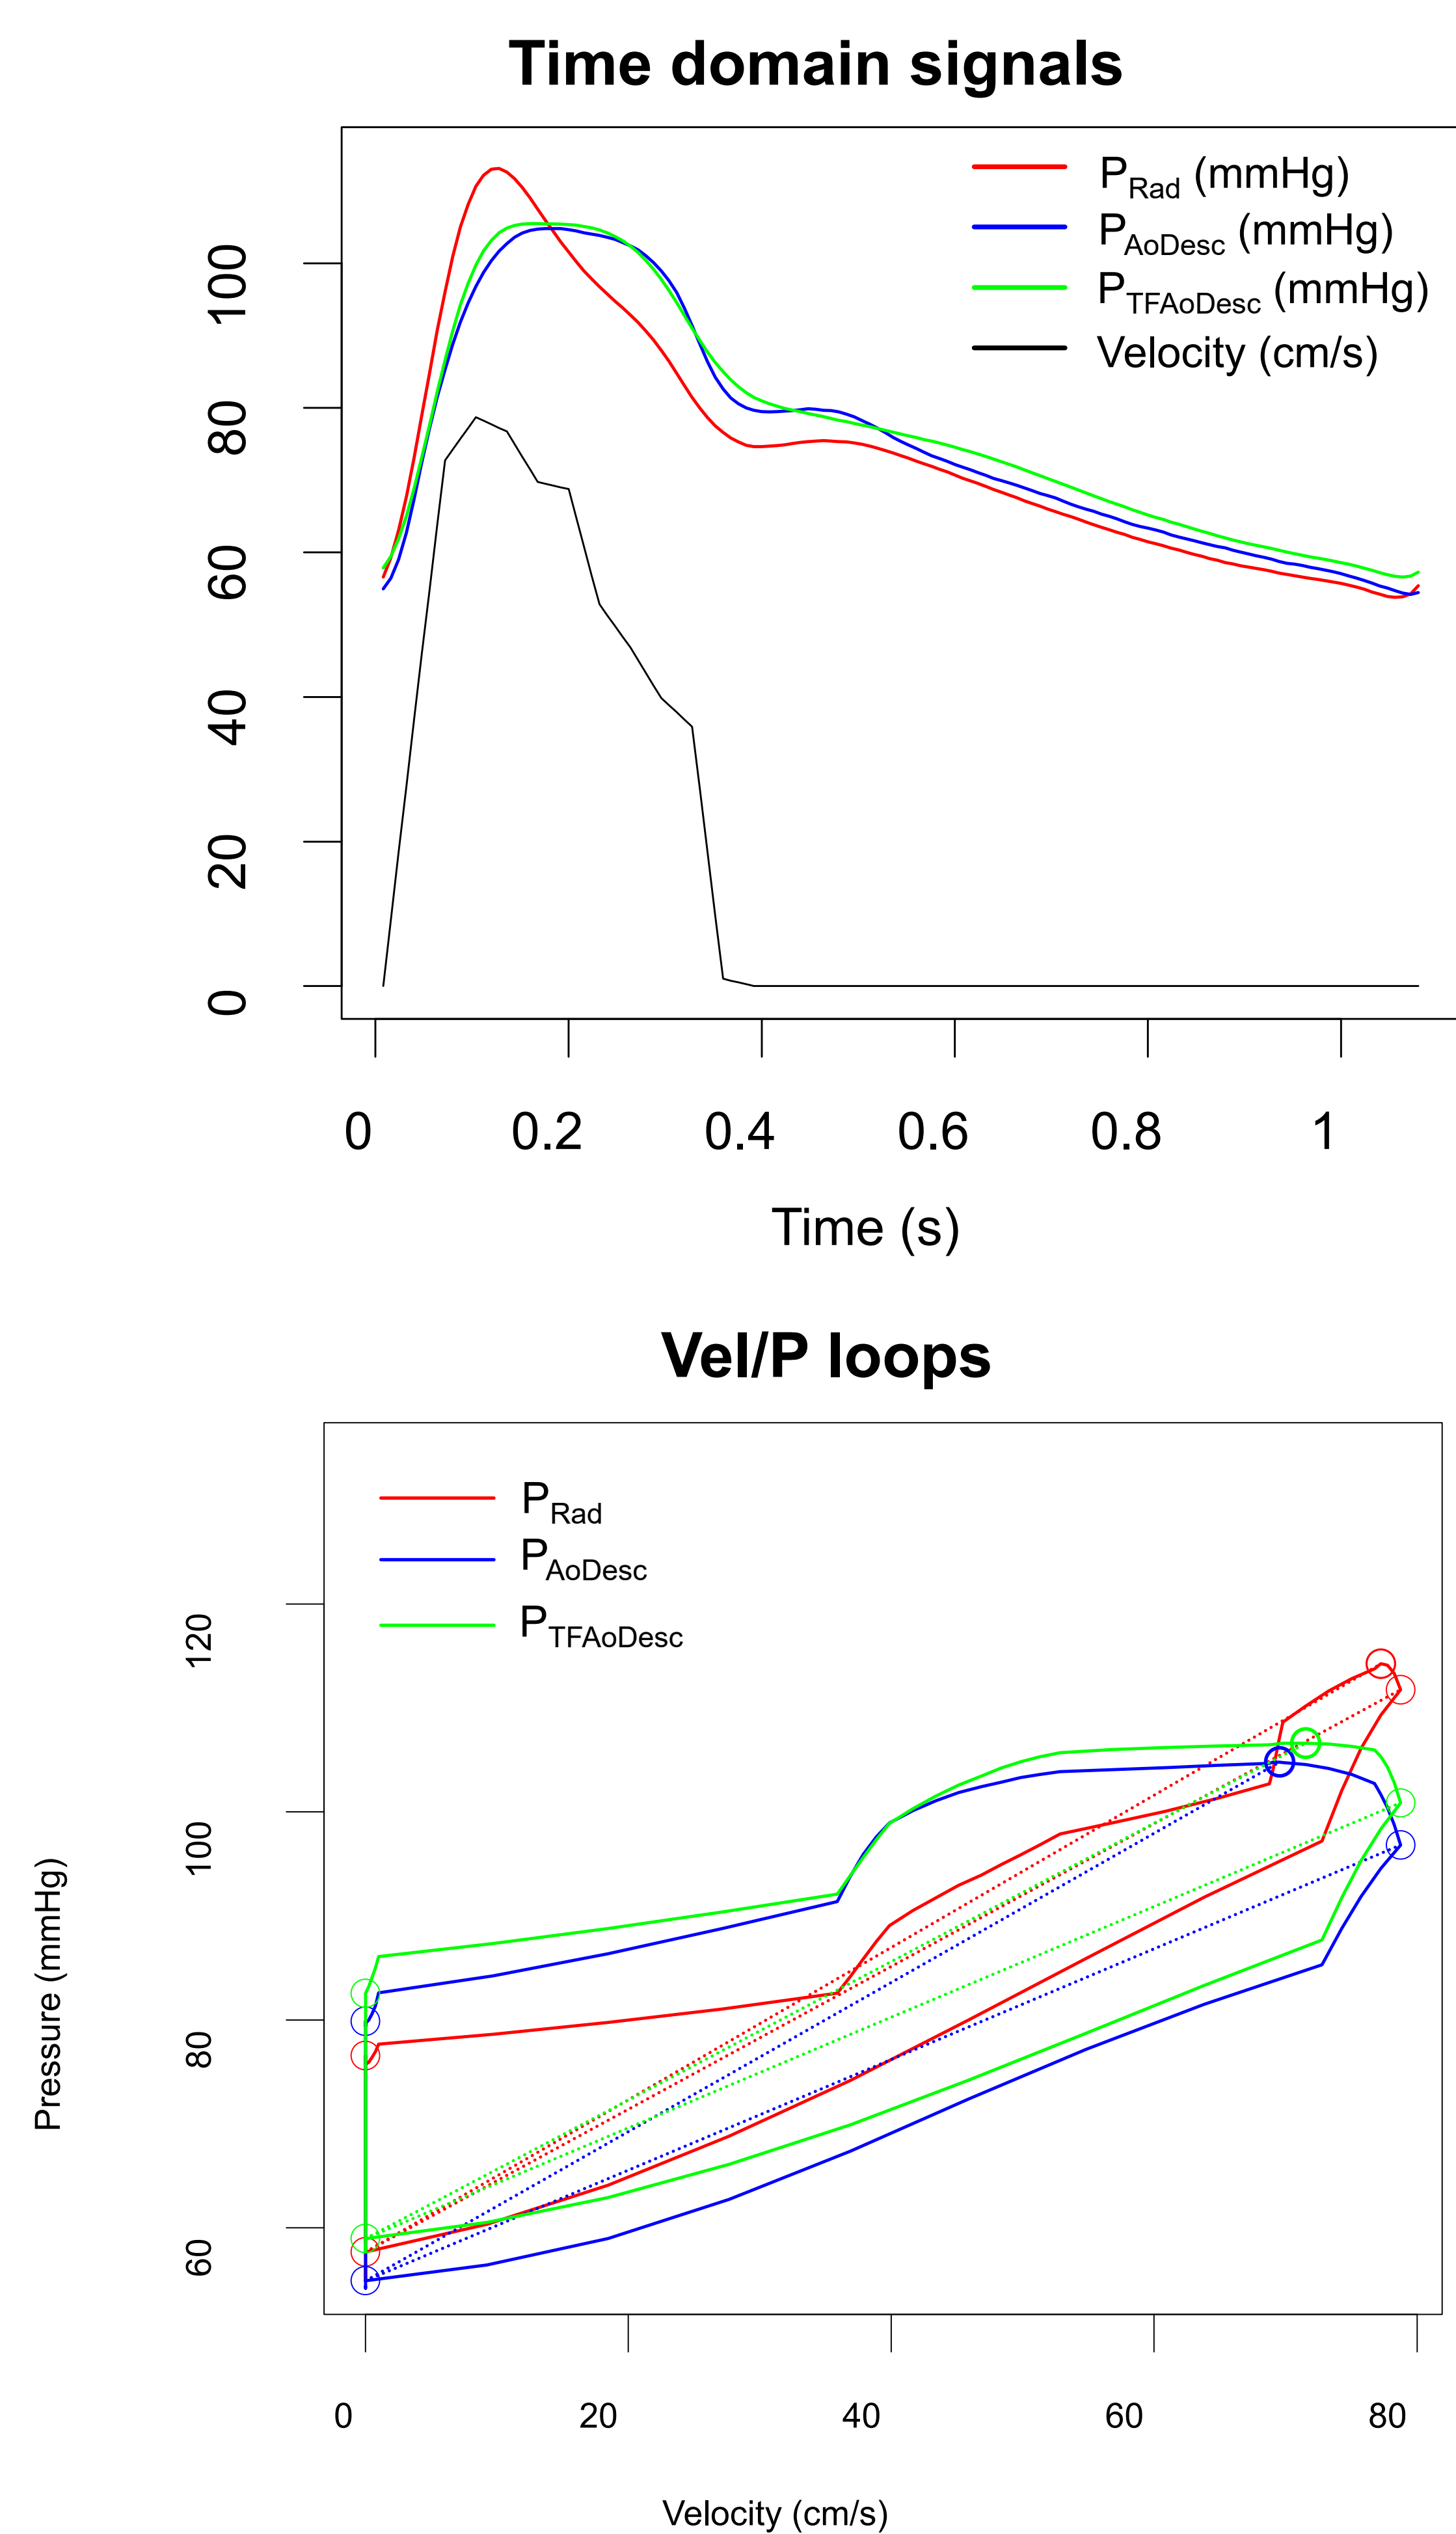 Time domain signals
P_Rad (mmHg)
P_AoDesc (mmHg)
P_TFAoDesc (mmHg)
Velocity (cm/s)
100
80
60
40
20
0
0 0.2 0.4 0.6 0.8 1
Time (s)
Vel/P loops
P_Rad
P_AoDesc
P_TFAoDesc
120
100
80
60
Pressure (mmHg)
0 20 40 60 80
Velocity (cm/s)